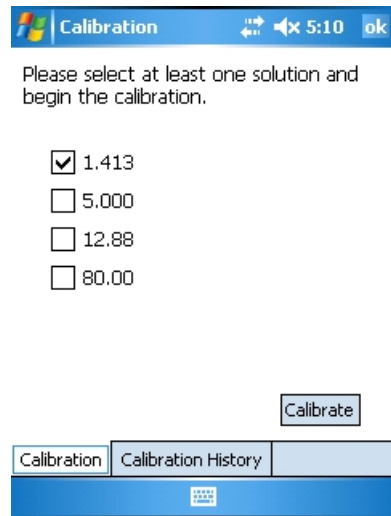 Calibration 5:10 ok
Please select at least one solution and
begin the calibration.
1.413
5.000
12.88
80.00
Calibrate
Calibration Calibration History